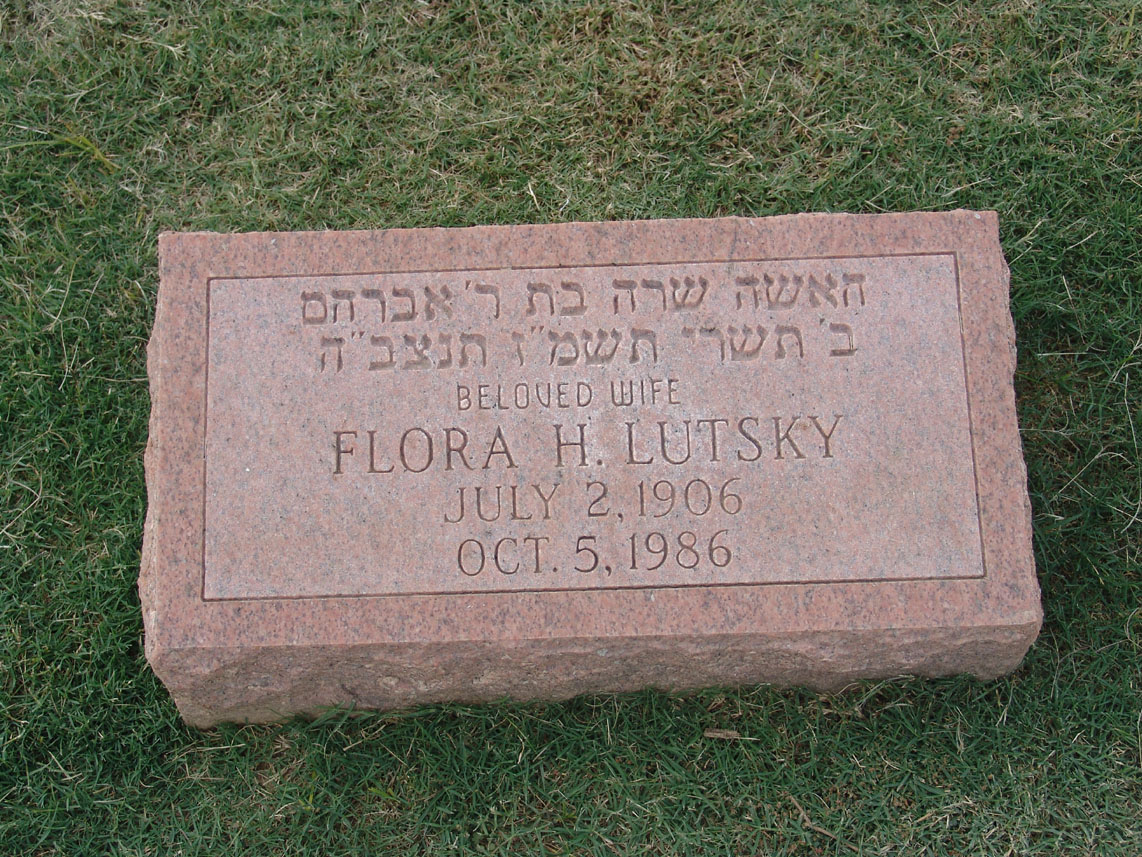 האשה שרה בת ר' אברהם
ב' תשרי תשמ"ז תנצב"ה
BELOVED WIFE
FLORA H. LUTSKY
JULY 2, 1906
OCT. 5, 1986